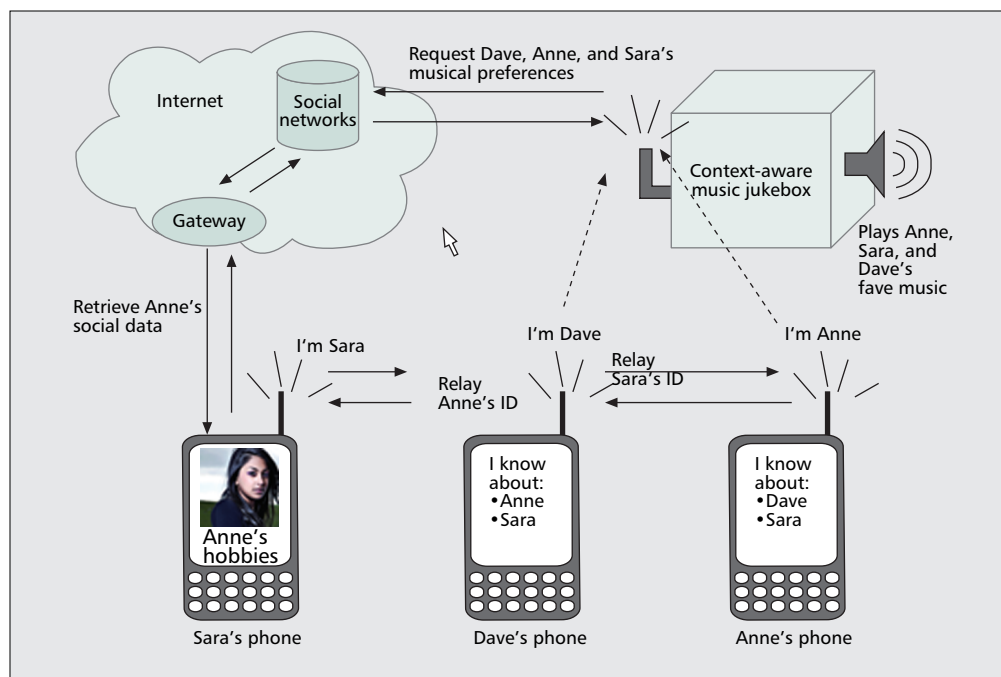 Request Dave, Anne, and Sara's
musical preferences
Internet
Social
networks
Context-aware
music jukebox
Gateway
Plays Anne,
Sara, and
Dave's
fave music
Retrieve Anne's
social data
I'm Sara
I'm Dave
I'm Anne
Relay
Anne's ID
Relay
Sara's ID
Anne's
hobbies
I know
about:
•Anne
•Sara
I know
about:
•Dave
•Sara
Sara's phone
Dave's phone
Anne's phone